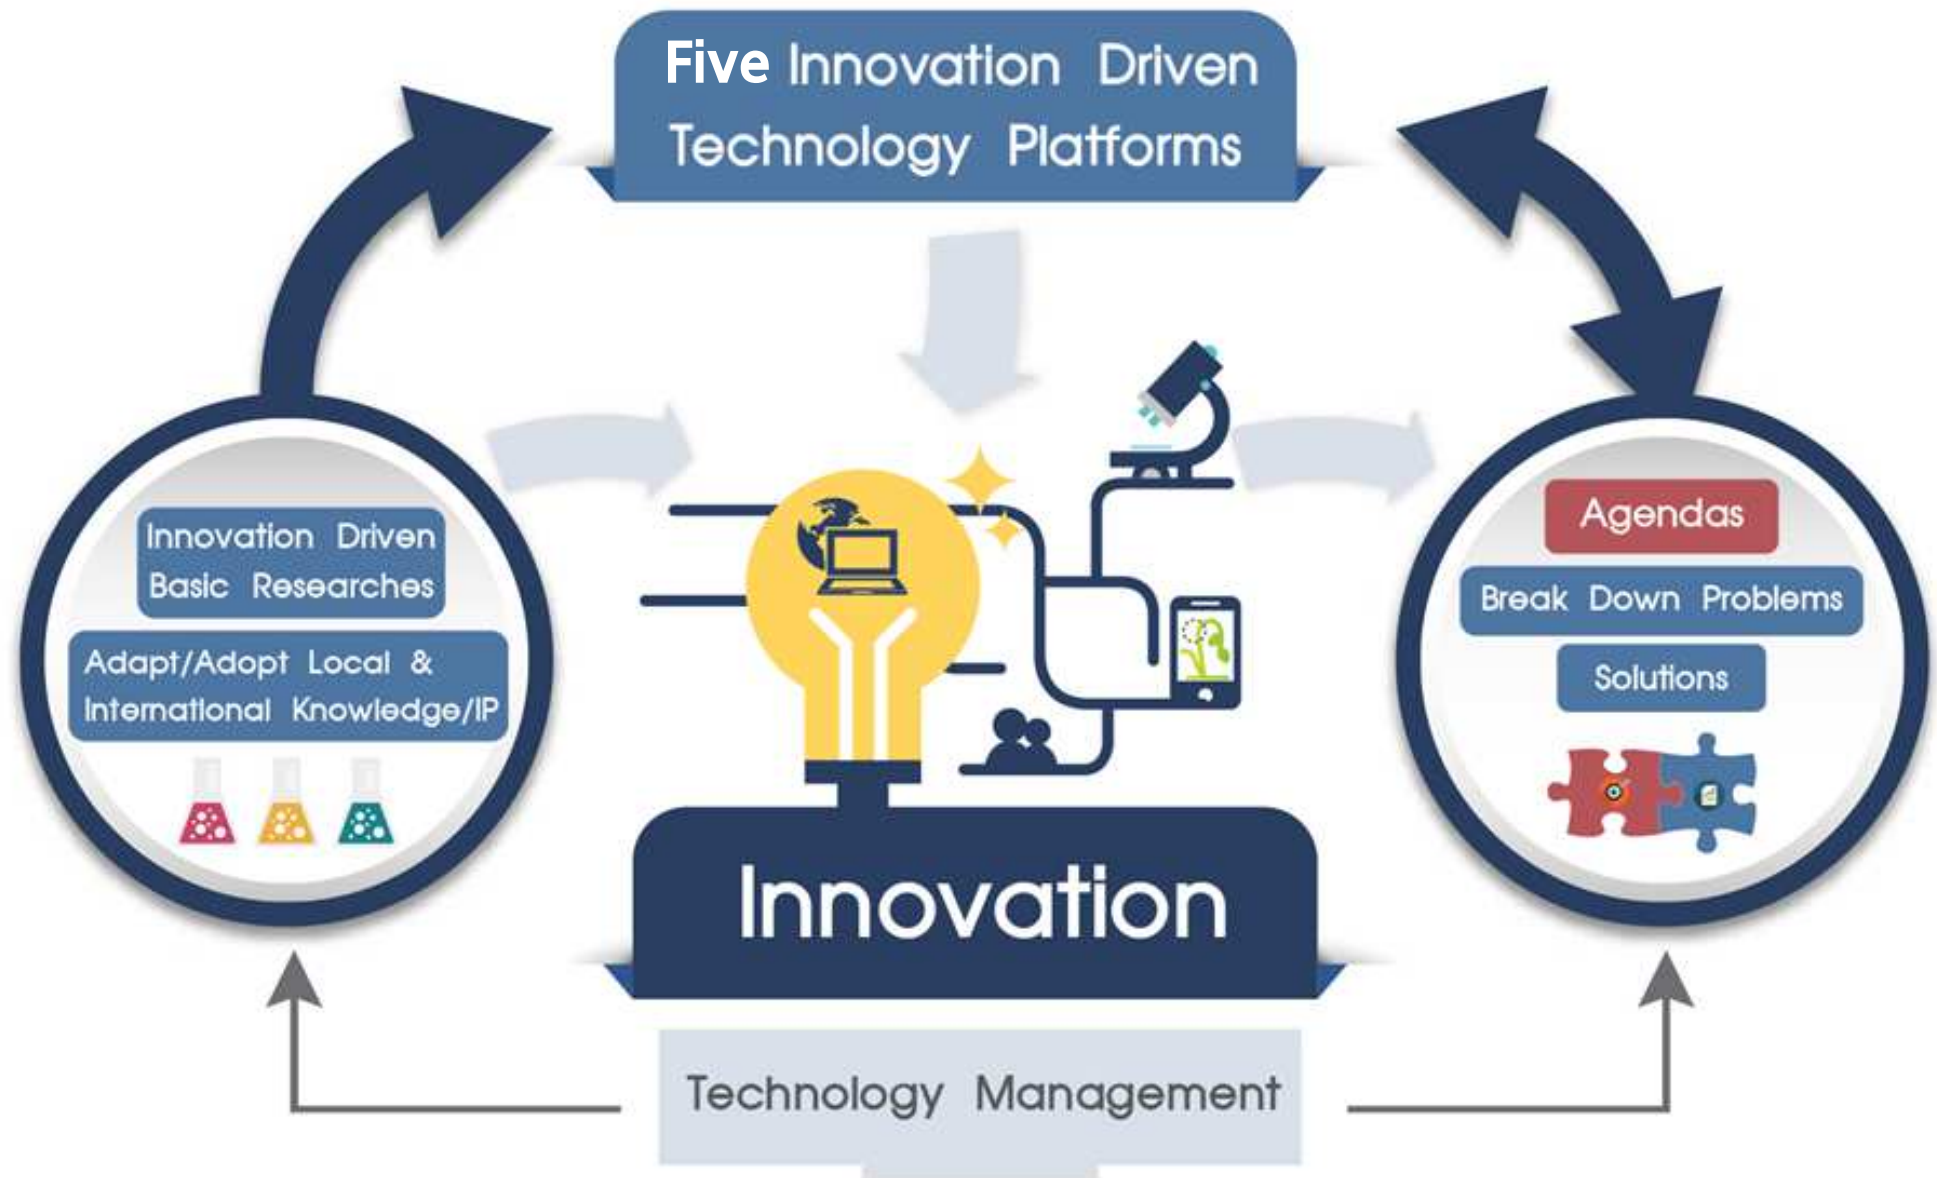 Five Innovation Driven
Technology Platforms
Innovation Driven
Basic Researches
Adapt/Adopt Local &
International Knowledge/IP
Agendas
Break Down Problems
Solutions
Innovation
Technology Management